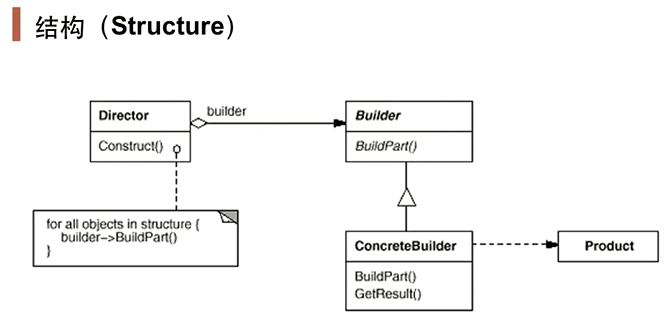 结构（Structure）
Director
Construct()
builder
Builder
BuildPart()
for all objects in structure {
builder->BuildPart()
}
ConcreteBuilder
BuildPart()
GetResult()
Product